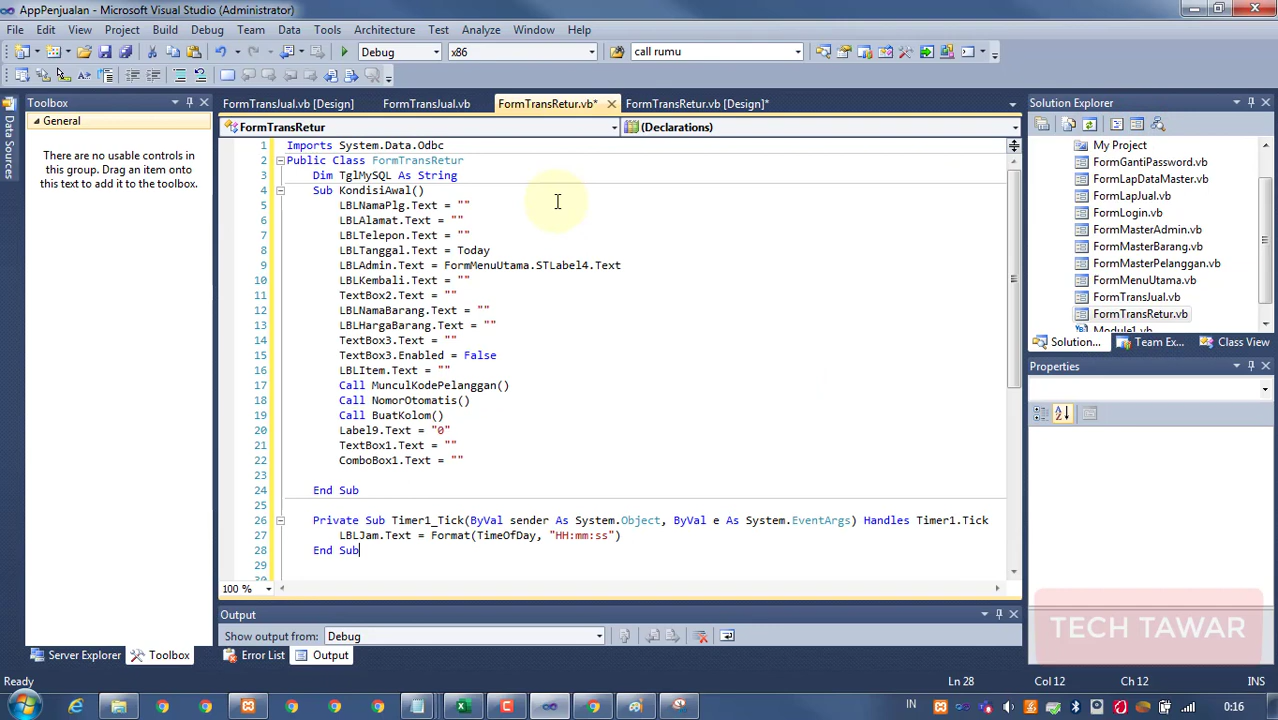 AppPenjualan - Microsoft Visual Studio (Administrator)
File Edit View Project Build Debug Team Data Tools Architecture Test Analyze Window Help
Debug x86 call rumu
Toolbox
General
There are no usable controls in
this group. Drag an item onto
this text to add it to the toolbox.
Data Sources
Server Explorer Toolbox
FormTransJual.vb [Design] FormTransJual.vb FormTransRetur.vb* FormTransRetur.vb [Design]*
FormTransRetur (Declarations)
1 Imports System.Data.Odbc
2 Public Class FormTransRetur
3 Dim TglMySQL As String
4 Sub KondisiAwal()
5 LBLNamaPlg.Text = ""
6 LBLAlamat.Text = ""
7 LBLTelepon.Text = ""
8 LBLTanggal.Text = Today
9 LBLAdmin.Text = FormMenuUtama.STLabel4.Text
10 LBLKembali.Text = ""
11 TextBox2.Text = ""
12 LBLNamaBarang.Text = ""
13 LBLHargaBarang.Text = ""
14 TextBox3.Text = ""
15 TextBox3.Enabled = False
16 LBLItem.Text = ""
17 Call MunculKodePelanggan()
18 Call NomorOtomatis()
19 Call BuatKolom()
20 Label9.Text = "0"
21 TextBox1.Text = ""
22 ComboBox1.Text = ""
23
24 End Sub
25
26 Private Sub Timer1_Tick(ByVal sender As System.Object, ByVal e As System.EventArgs) Handles Timer1.Tick
27 LBLJam.Text = Format(TimeOfDay, "HH:mm:ss")
28 End Sub
29
30
100 %
Output
Show output from: Debug
Error List Output
Solution Explorer
My Project
FormGantiPassword.vb
FormLapDataMaster.vb
FormLapJual.vb
FormLogin.vb
FormMasterAdmin.vb
FormMasterBarang.vb
FormMasterPelanggan.vb
FormMenuUtama.vb
FormTransJual.vb
FormTransRetur.vb
Module1.vb
Solution... Team Ex... Class View
Properties
TECH TAWAR
Ready Ln 28 Col 12 Ch 12 INS
IN 0:16